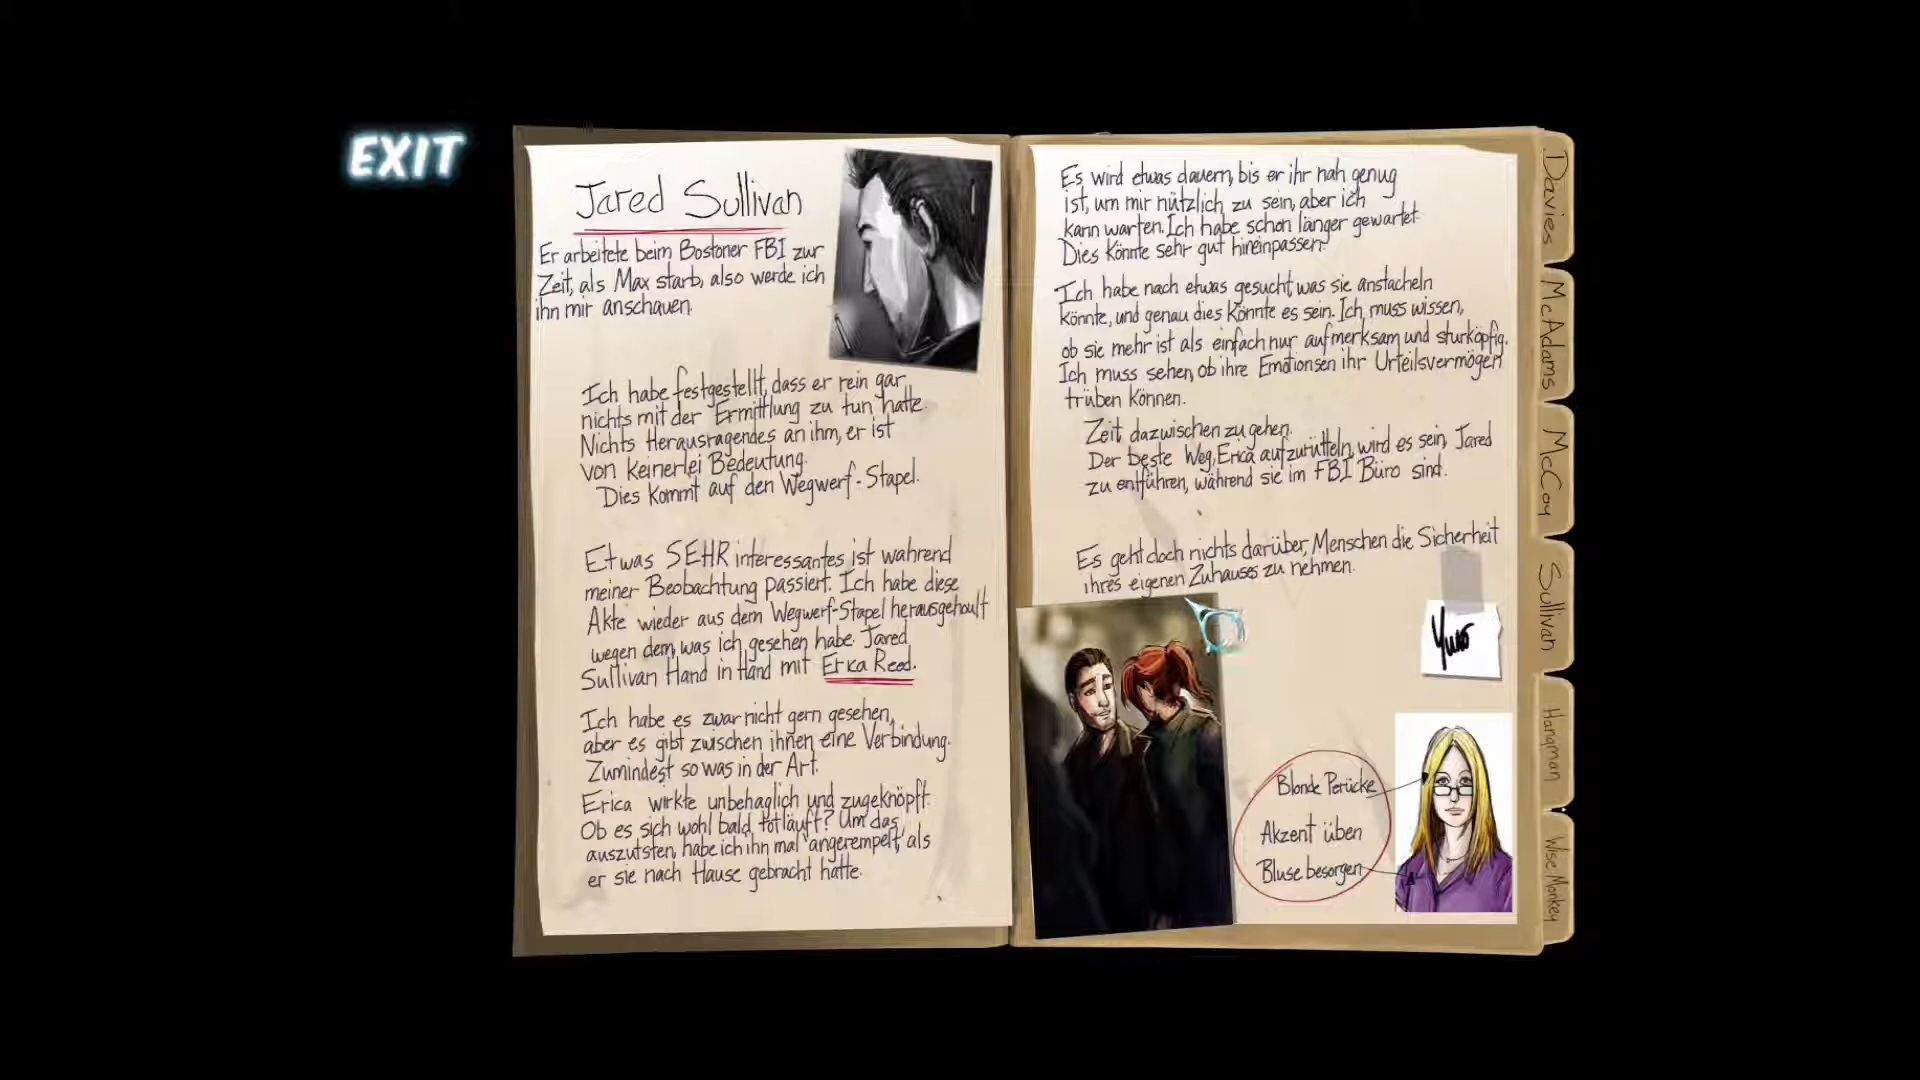 EXIT
Jared Sullivan
Er arbeitete beim Bostoner FBI zur
Zeit, als Max starb, also werde ich
ihn mir anschauen.
Ich habe festgestellt, dass er rein gar
nichts mit der Ermittlung zu tun hatte.
Nichts Herausragendes an ihm, er ist
von keinerlei Bedeutung.
Dies kommt auf den Wegwerf-Stapel.
Etwas SEHR interessantes ist während
meiner Beobachtung passiert. Ich habe diese
Akte wieder aus dem Wegwerf-Stapel herausgehoult
wegen dem, was ich gesehen habe. Jared
Sullivan Hand in Hand mit Erica Reed.
Ich habe es zwar nicht gern gesehen,
aber es gibt zwischen ihnen eine Verbindung.
Zumindest so was in der Art.
Erica wirkte unbehaglich und zugeknöpft.
Ob es sich wohl bald totläuft? Um das
auszutsten, habe ich ihn mal angerempelt, als
er sie nach Hause gebracht hatte.
Es wird etwas dauern, bis er ihr nah genug
ist, um mir nützlich zu sein, aber ich
kann warten. Ich habe schon länger gewartet.
Dies könnte sehr gut hineinpassen.
Ich habe nach etwas gesucht, was sie anstacheln
könnte, und genau dies könnte es sein. Ich muss wissen,
ob sie mehr ist als einfach nur aufmerksam und sturköpfig.
Ich muss sehen, ob ihre Emotionsen ihr Urteilsvermögen
trüben können.
Zeit dazwischen zu gehen.
Der beste Weg, Erica aufzurütteln, wird es sein, Jared
zu entführen, während sie im FBI Büro sind.
Es geht doch nichts darüber, Menschen die Sicherheit
ihres eigenen Zuhauses zu nehmen.
Blonde Perücke
Akzent üben
Bluse besorgen
Davies
McAdams
McCoy
Sullivan
Hangman
Wise Monkey